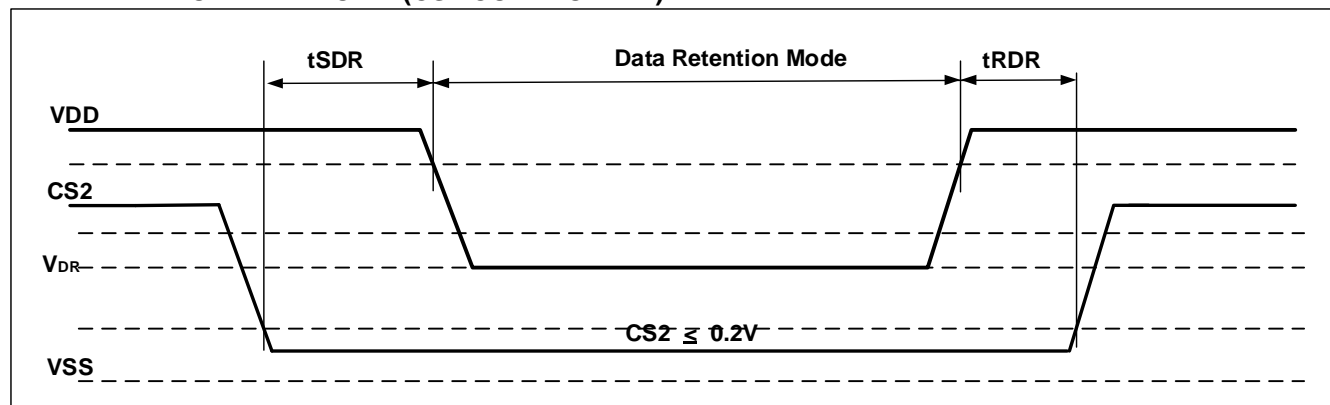 tSDR
Data Retention Mode
tRDR
VDD
CS2
VDR
CS2 ≤ 0.2V
VSS